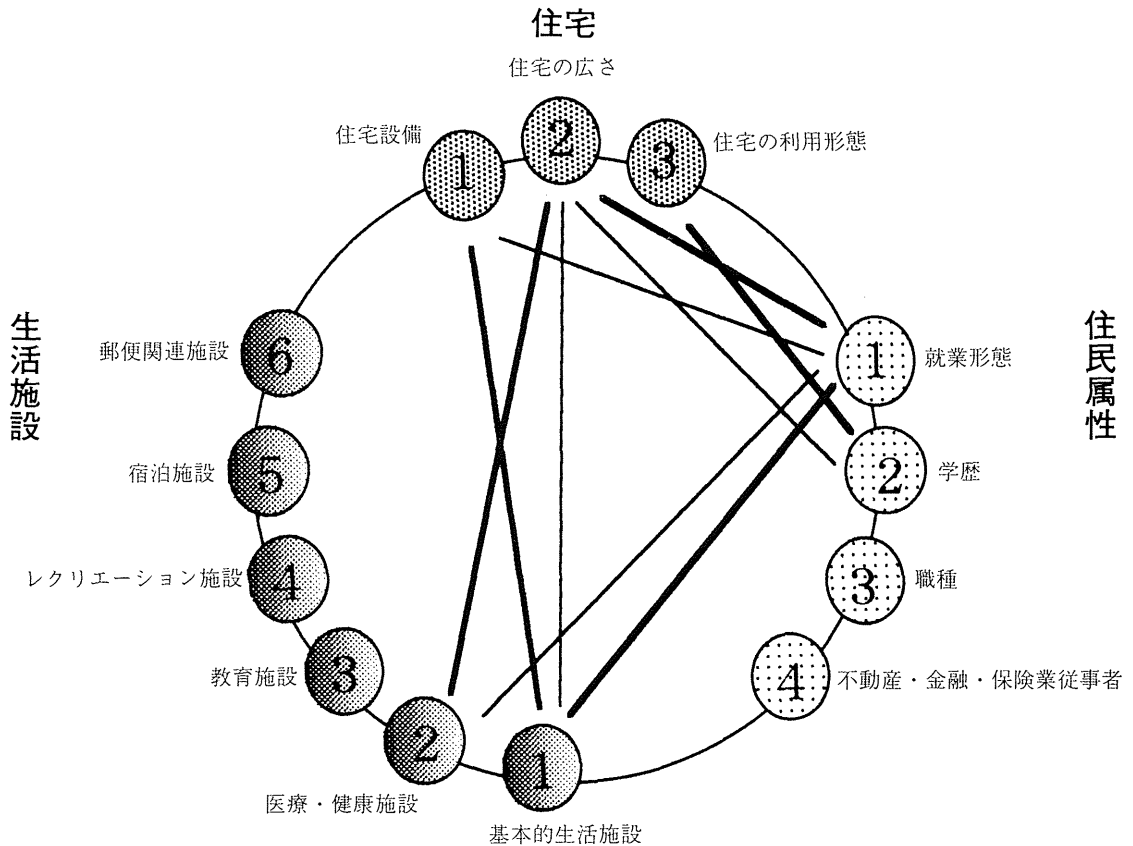 住宅
住宅の広さ
住宅設備
住宅の利用形態
1
2
3
生活施設
郵便関連施設
6
宿泊施設
5
レクリエーション施設
4
教育施設
3
2
医療・健康施設
1
基本的生活施設
住民属性
1
就業形態
2
学歴
3
職種
4
不動産・金融・保険業従事者